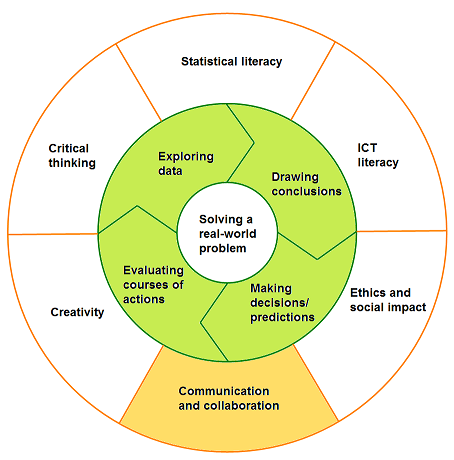 Statistical literacy
Critical
thinking
ICT
literacy
Exploring
data
Drawing
conclusions
Solving a
real-world
problem
Evaluating
courses of
actions
Making
decisions/
predictions
Creativity
Ethics and
social impact
Communication
and collaboration